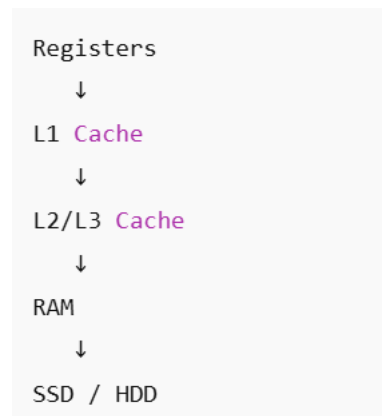 Registers
↓
L1 Cache
↓
L2/L3 Cache
↓
RAM
↓
SSD / HDD